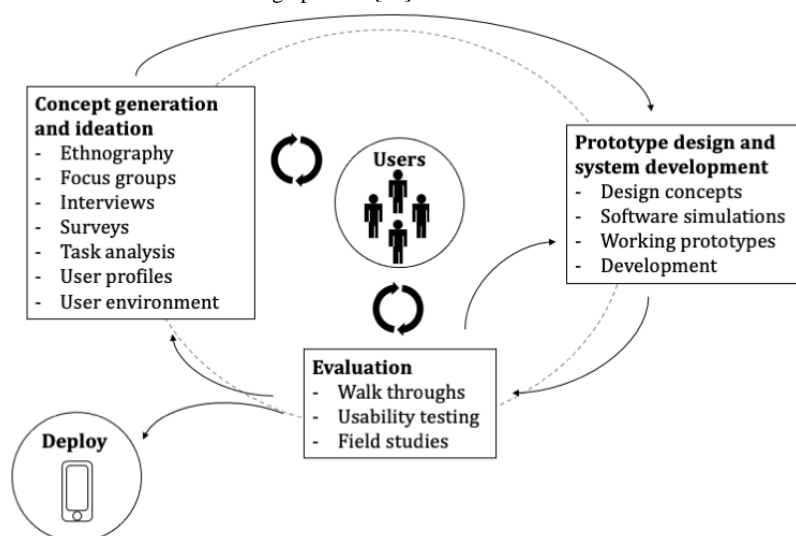 Concept generation
and ideation
- Ethnography
- Focus groups
- Interviews
- Surveys
- Task analysis
- User profiles
- User environment
Users
Prototype design and
system development
- Design concepts
- Software simulations
- Working prototypes
- Development
Evaluation
- Walk throughs
- Usability testing
- Field studies
Deploy